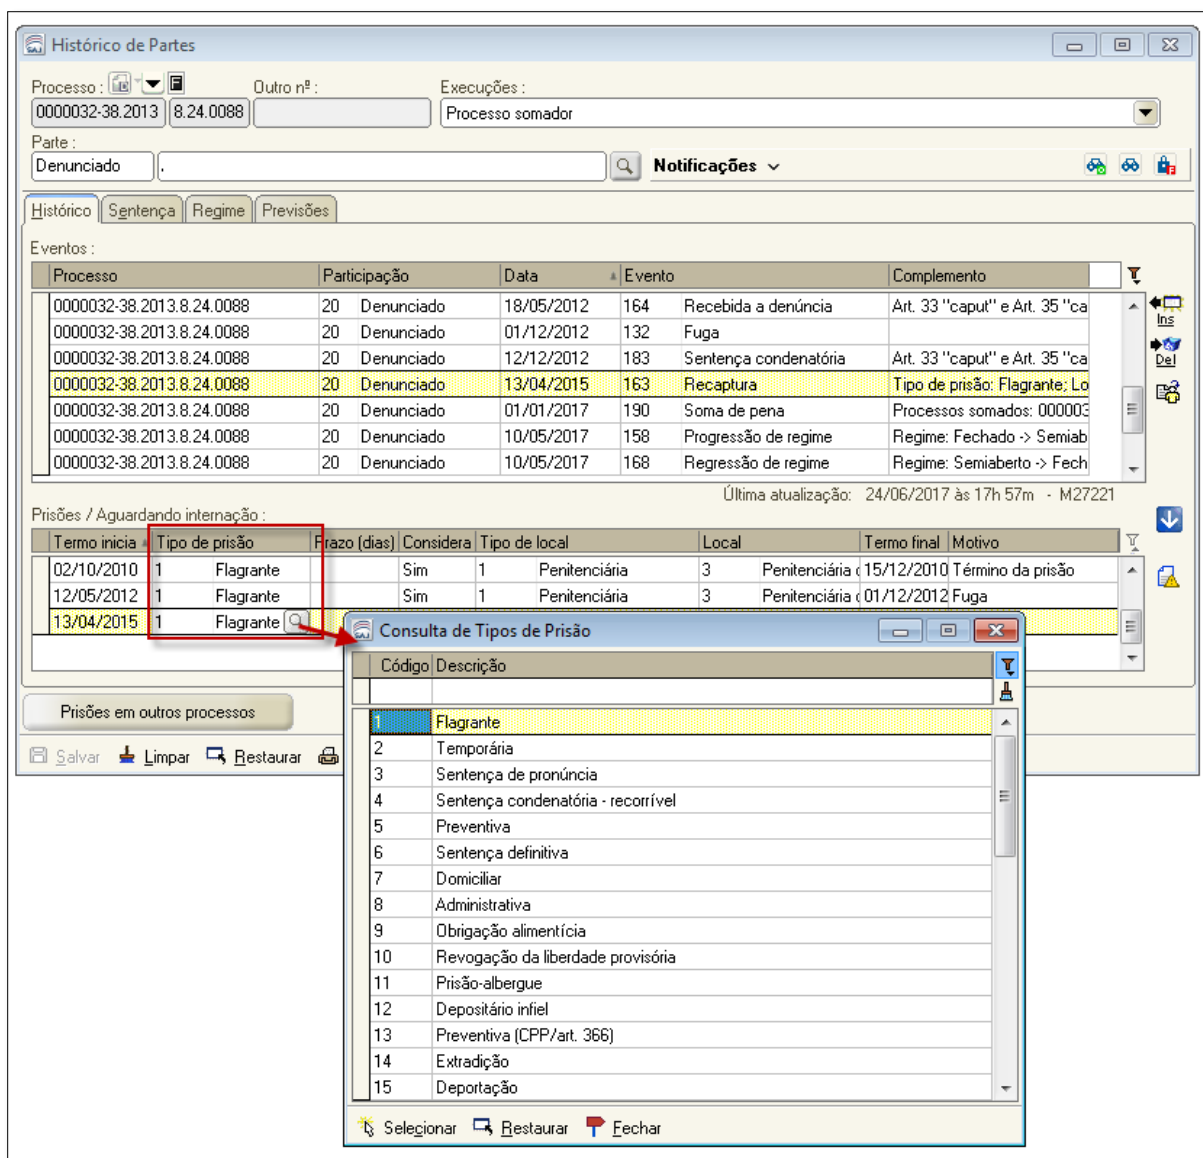 Histórico de Partes
Processo : Outro nº : Execuções :
0000032-38.2013 8.24.0088 Processo somador
Parte :
Denunciado . Notificações
Histórico Sentença Regime Previsões
Eventos :
Processo Participação Data Evento Complemento
0000032-38.2013.8.24.0088 20 Denunciado 18/05/2012 164 Recebida a denúncia Art. 33 "caput" e Art. 35 "ca
0000032-38.2013.8.24.0088 20 Denunciado 01/12/2012 132 Fuga
0000032-38.2013.8.24.0088 20 Denunciado 12/12/2012 183 Sentença condenatória Art. 33 "caput" e Art. 35 "ca
0000032-38.2013.8.24.0088 20 Denunciado 13/04/2015 163 Recaptura Tipo de prisão: Flagrante; Lo
0000032-38.2013.8.24.0088 20 Denunciado 01/01/2017 190 Soma de pena Processos somados: 000003
0000032-38.2013.8.24.0088 20 Denunciado 10/05/2017 158 Progressão de regime Regime: Fechado -> Semiab
0000032-38.2013.8.24.0088 20 Denunciado 10/05/2017 168 Regressão de regime Regime: Semiaberto -> Fech
Ins
Del
Última atualização: 24/06/2017 às 17h 57m - M27221
Prisões / Aguardando internação :
Termo inicia Tipo de prisão Prazo (dias) Considera Tipo de local Local Termo final Motivo
02/10/2010 1 Flagrante Sim 1 Penitenciária 3 Penitenciária 15/12/2010 Término da prisão
12/05/2012 1 Flagrante Sim 1 Penitenciária 3 Penitenciária 01/12/2012 Fuga
13/04/2015 1 Flagrante
Prisões em outros processos
Salvar Limpar Restaurar
Consulta de Tipos de Prisão
Código Descrição
1 Flagrante
2 Temporária
3 Sentença de pronúncia
4 Sentença condenatória - recorrível
5 Preventiva
6 Sentença definitiva
7 Domiciliar
8 Administrativa
9 Obrigação alimentícia
10 Revogação da liberdade provisória
11 Prisão-albergue
12 Depositário infiel
13 Preventiva (CPP/art. 366)
14 Extradição
15 Deportação
Selecionar Restaurar Fechar